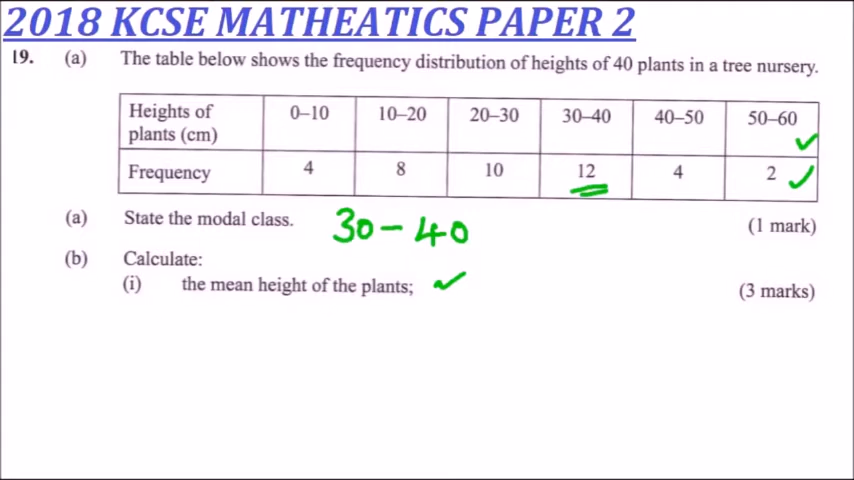 2018 KCSE MATHEATICS PAPER 2
19. (a) The table below shows the frequency distribution of heights of 40 plants in a tree nursery.
Heights of plants (cm) 0–10 10–20 20–30 30–40 40–50 50–60
Frequency 4 8 10 12 4 2
(a) State the modal class. 30 – 40 (1 mark)
(b) Calculate:
(i) the mean height of the plants; (3 marks)